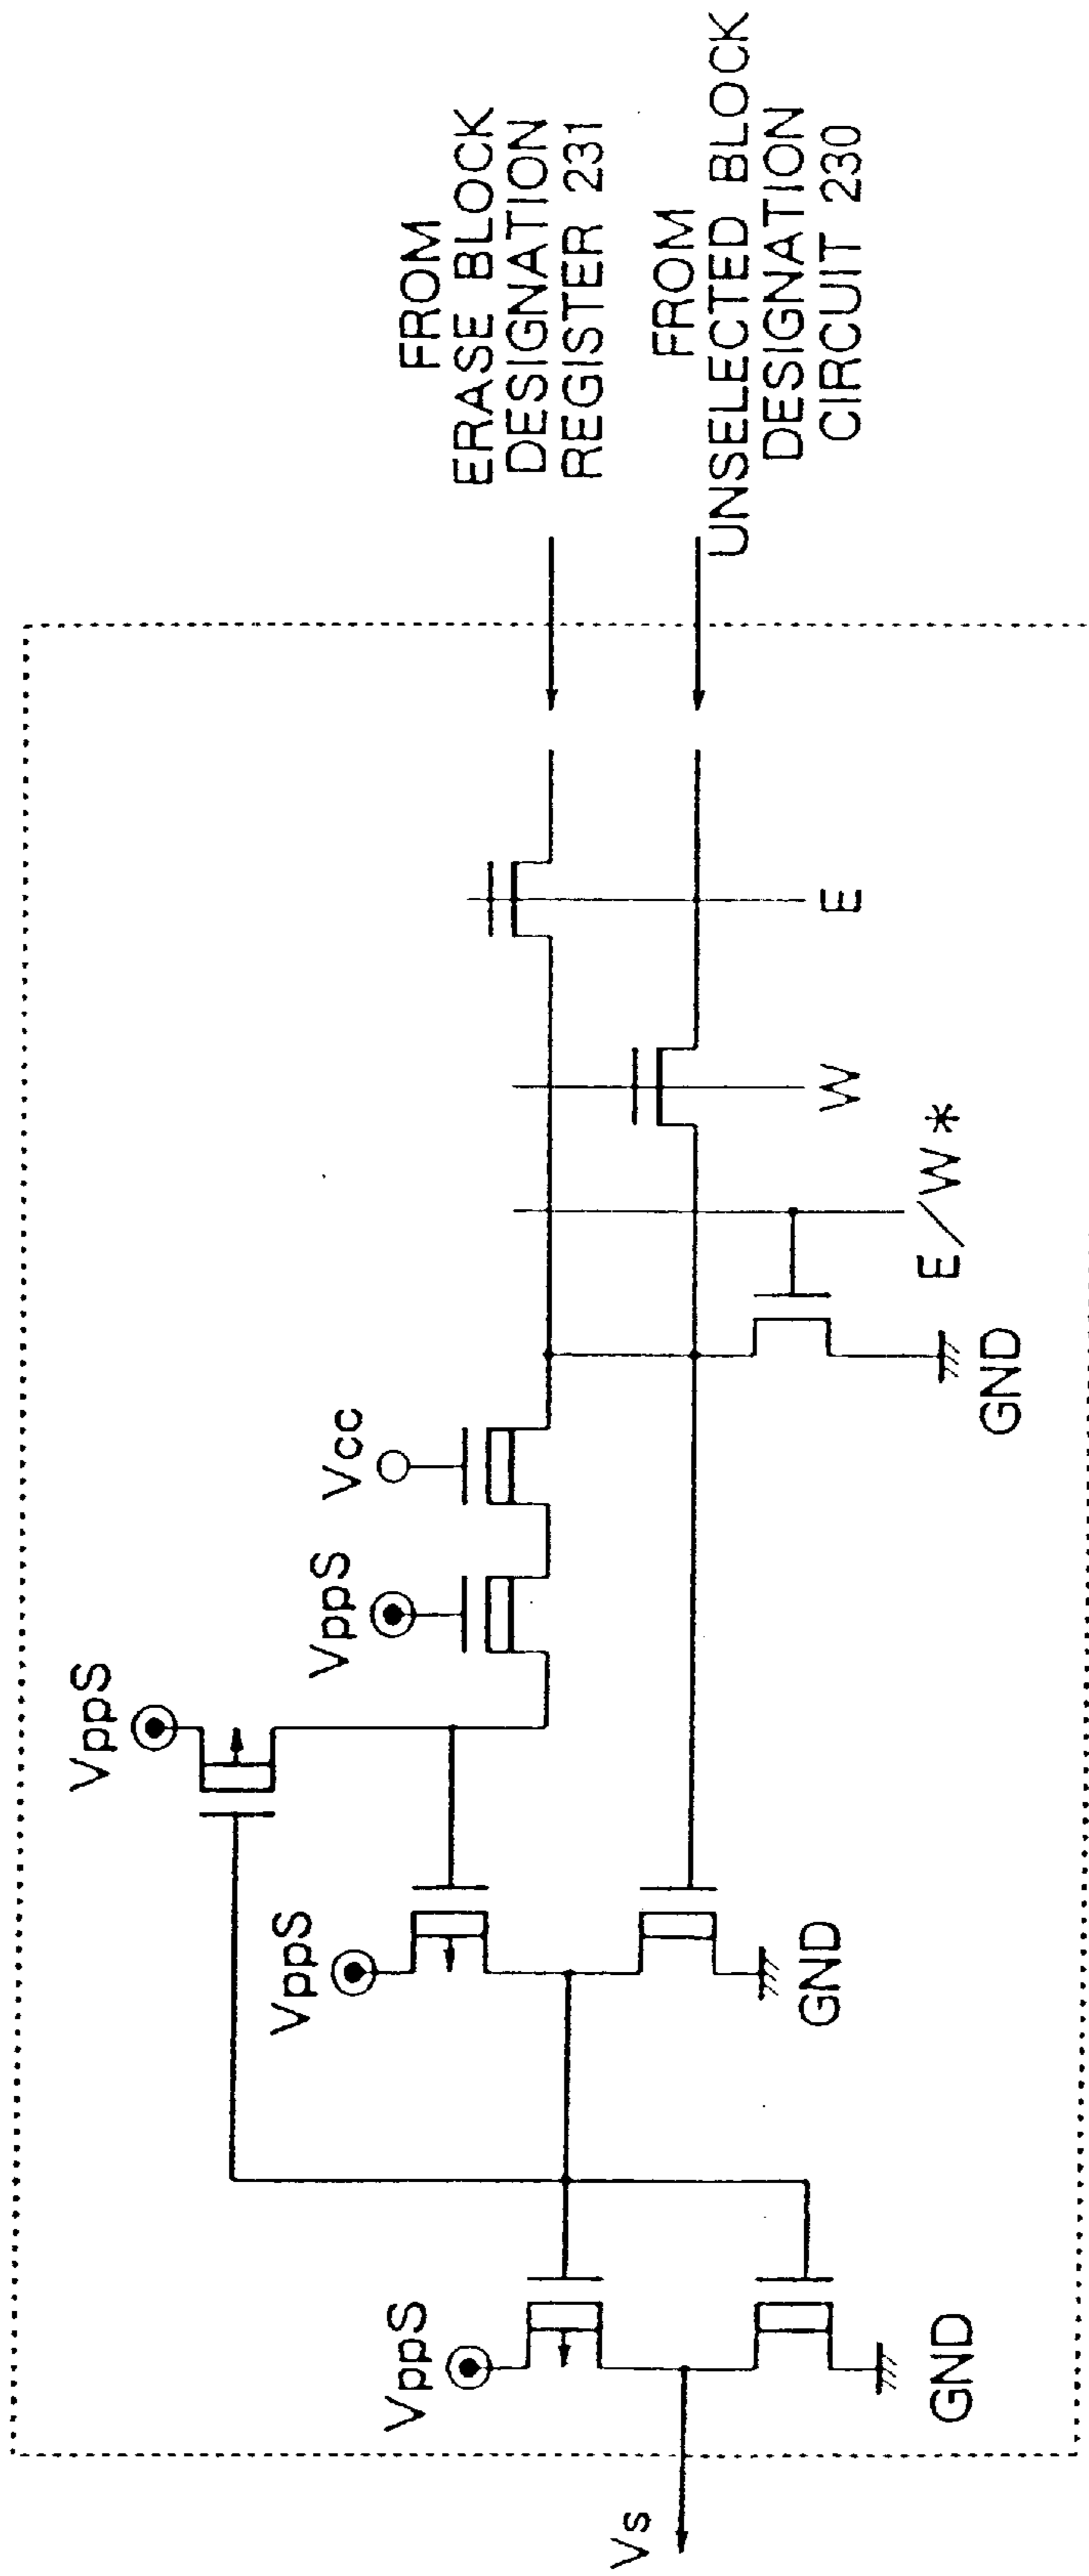 FROM
ERASE BLOCK
DESIGNATION
REGISTER 231
FROM
UNSELECTED BLOCK
DESIGNATION
CIRCUIT 230
VppS
VppS
Vcc
VppS
VppS
E
W
E/W*
GND
GND
GND
Vs